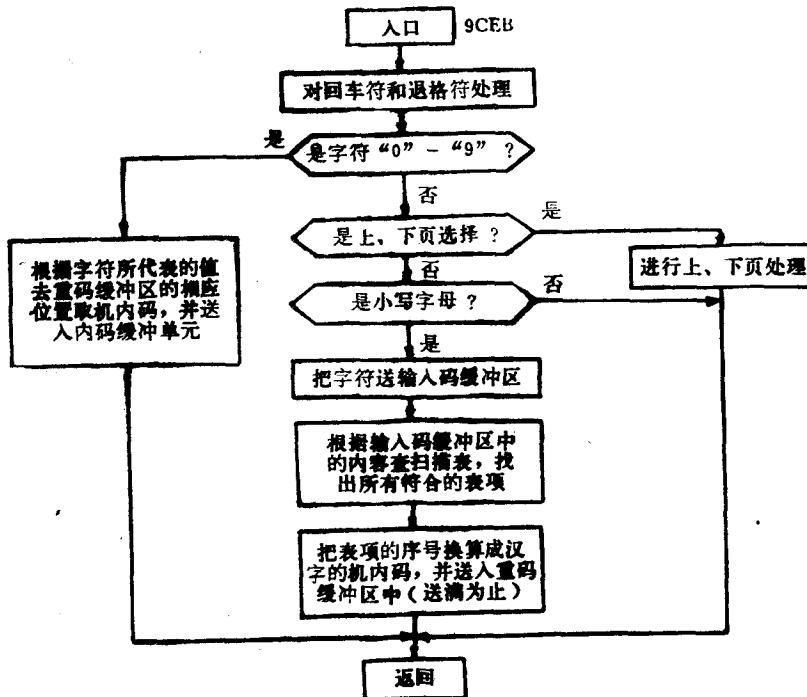 入口 9CEB
对回车符和退格符处理
是
是字符“0”-“9”？
否
是
是上、下页选择？
根据字符所代表的值
去重码缓冲区的相应
位置取机内码，并送
入内码缓冲单元
进行上、下页处理
否
否
是小写字母？
是
把字符送输入码缓冲区
根据输入码缓冲区中
的内容查扫描表，找
出所有符合的表项
把表项的序号换算成汉
字的机内码，并送入重码
缓冲区中（送满为止）
返回